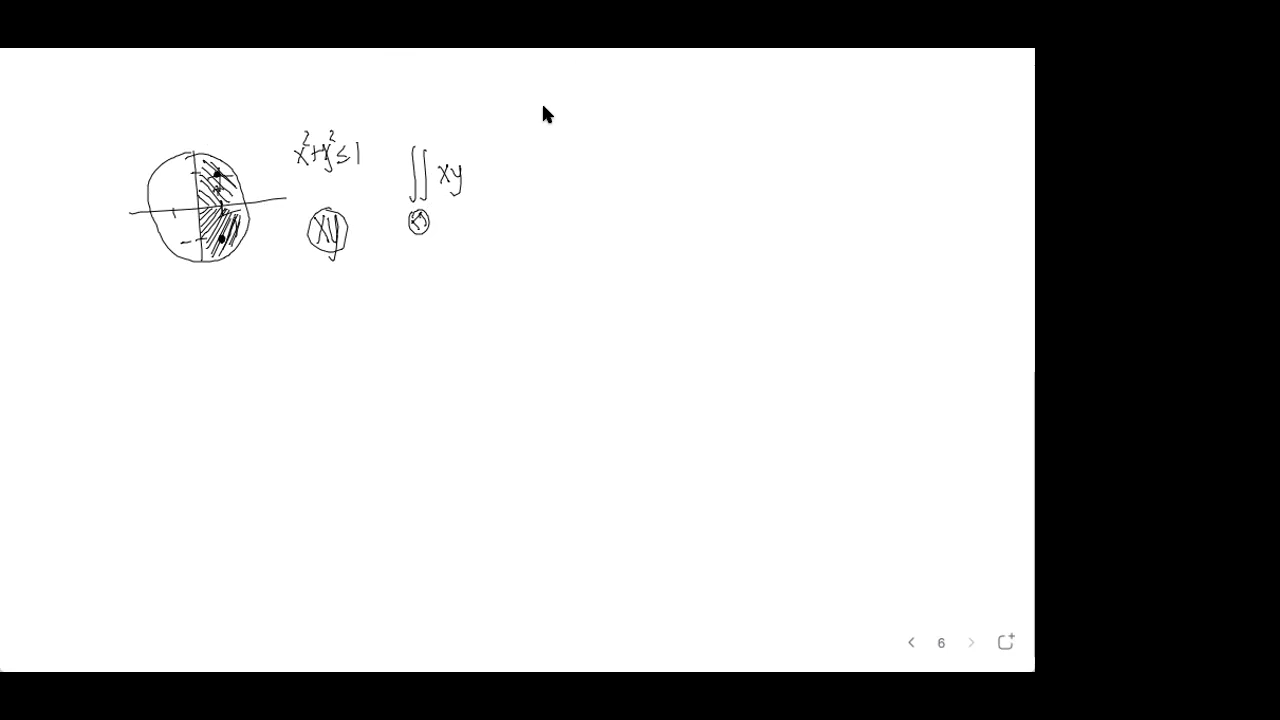 x²+y²≤1
∬ xy
xy
6